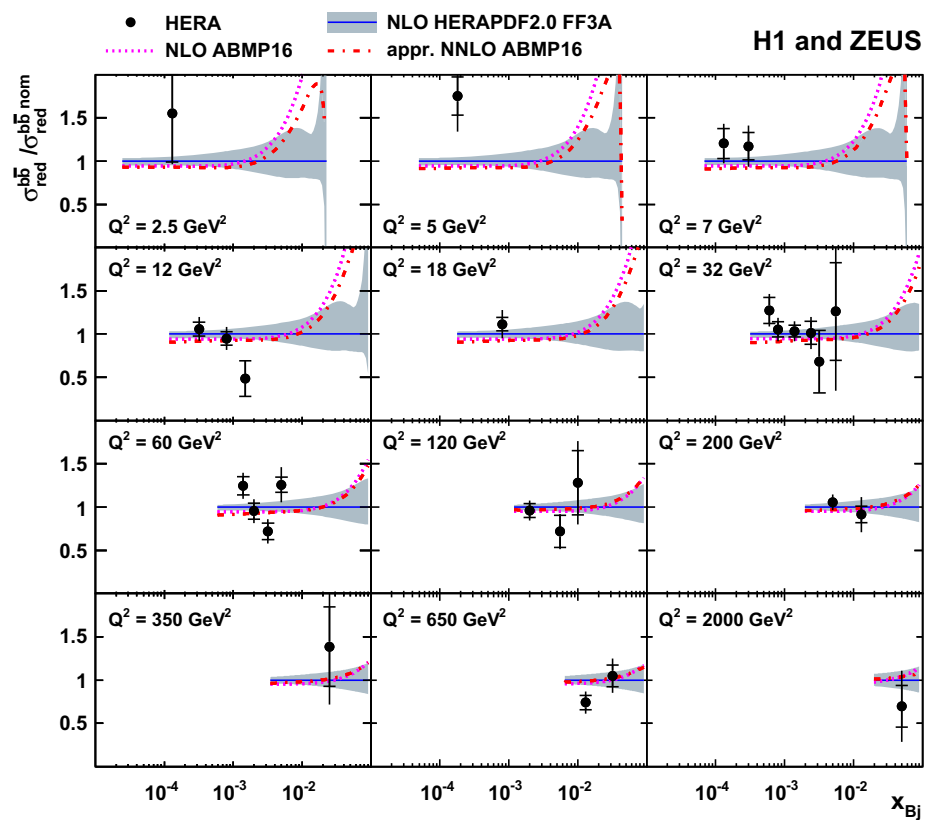 HERA
NLO HERAPDF2.0 FF3A
NLO ABMP16
appr. NNLO ABMP16
H1 and ZEUS
σ^{bb̄}_{red} /σ^{bb̄ nom}_{red}
1.5
1
0.5
Q² = 2.5 GeV²
Q² = 5 GeV²
Q² = 7 GeV²
1.5
1
0.5
Q² = 12 GeV²
Q² = 18 GeV²
Q² = 32 GeV²
1.5
1
0.5
Q² = 60 GeV²
Q² = 120 GeV²
Q² = 200 GeV²
1.5
1
0.5
Q² = 350 GeV²
Q² = 650 GeV²
Q² = 2000 GeV²
10⁻⁴ 10⁻³ 10⁻² 10⁻⁴ 10⁻³ 10⁻² 10⁻⁴ 10⁻³ 10⁻²
x_{Bj}